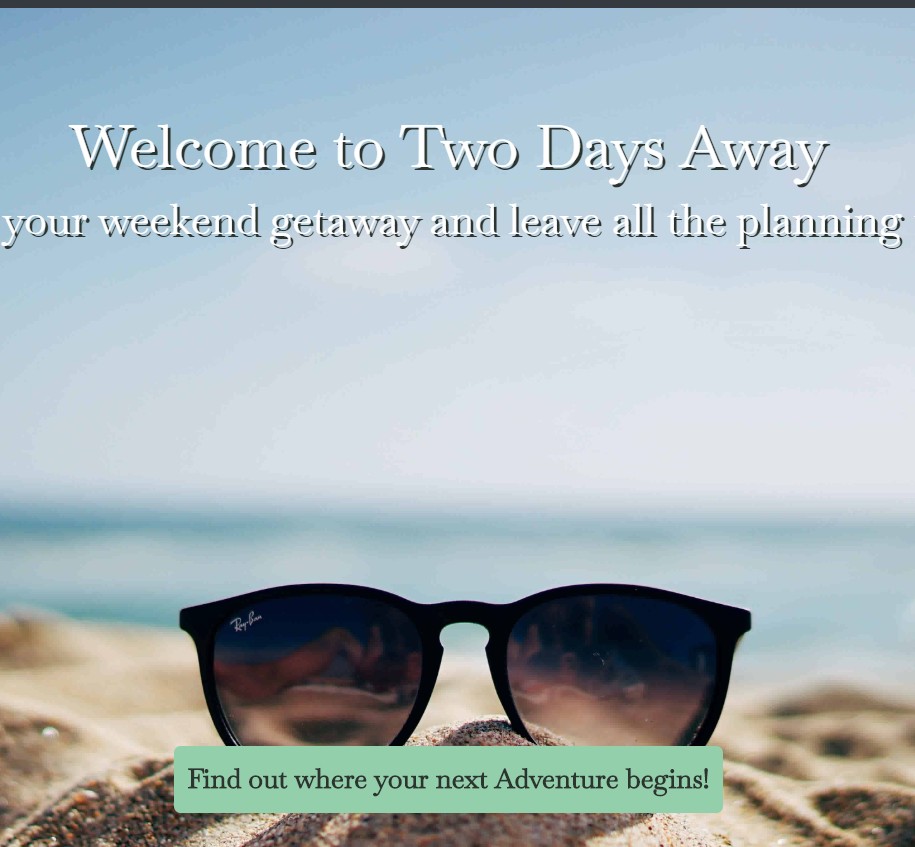 Welcome to Two Days Away
your weekend getaway and leave all the planning
Ray-Ban
Find out where your next Adventure begins!